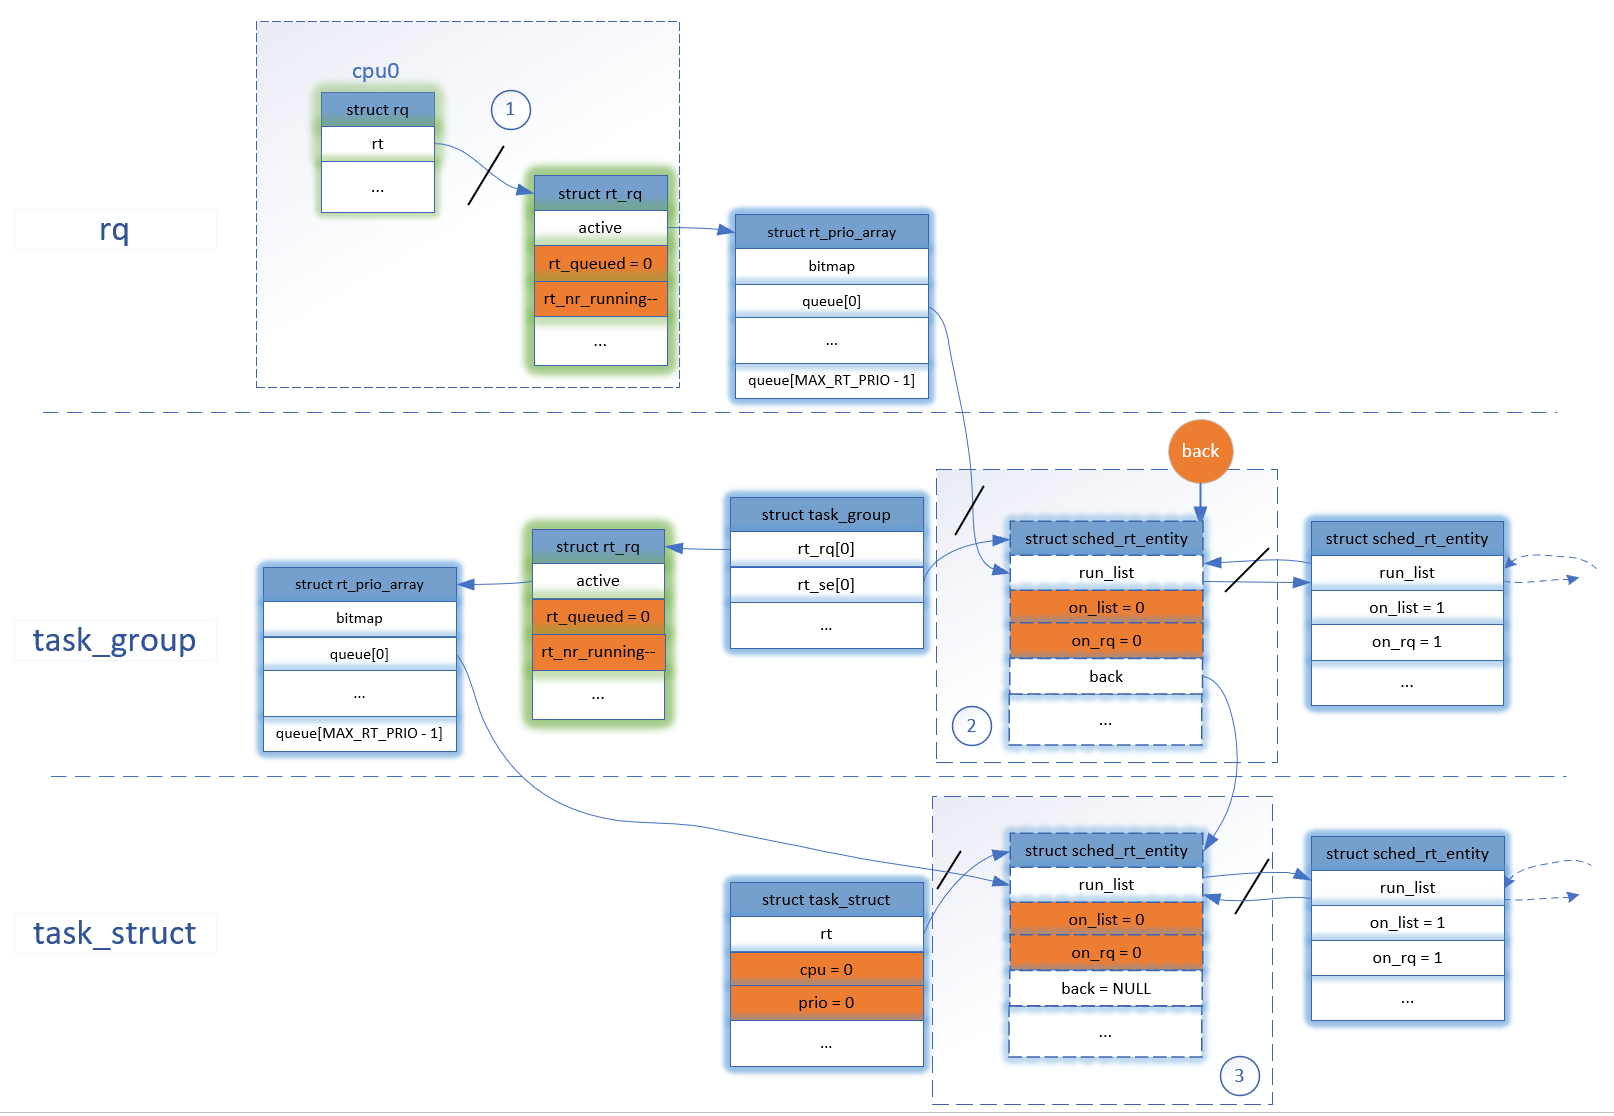 cpu0
struct rq
rt
...
1
struct rt_rq
active
rt_queued = 0
rt_nr_running--
...
struct rt_prio_array
bitmap
queue[0]
...
queue[MAX_RT_PRIO - 1]
rq
back
struct task_group
rt_rq[0]
rt_se[0]
...
struct rt_rq
active
rt_queued = 0
rt_nr_running--
...
struct rt_prio_array
bitmap
queue[0]
...
queue[MAX_RT_PRIO - 1]
struct sched_rt_entity
run_list
on_list = 0
on_rq = 0
back
...
2
struct sched_rt_entity
run_list
on_list = 1
on_rq = 1
...
task_group
struct task_struct
rt
cpu = 0
prio = 0
...
struct sched_rt_entity
run_list
on_list = 0
on_rq = 0
back = NULL
...
3
struct sched_rt_entity
run_list
on_list = 1
on_rq = 1
...
task_struct